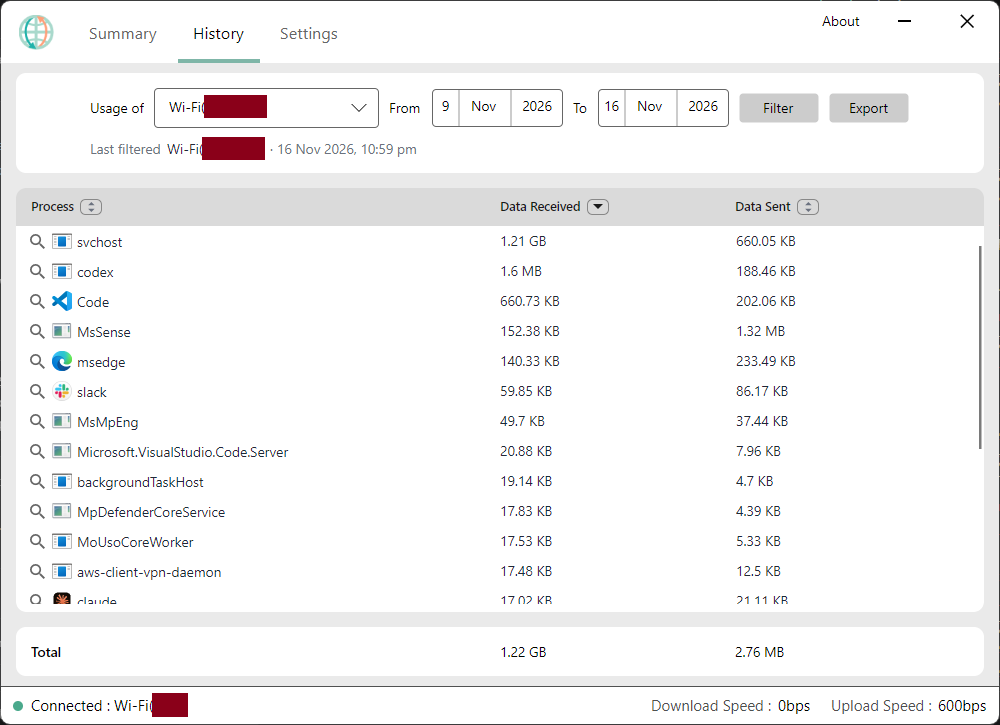 Summary History Settings About
Usage of Wi-Fi( From 9 Nov 2026 To 16 Nov 2026 Filter Export
Last filtered Wi-Fi( · 16 Nov 2026, 10:59 pm
Process Data Received Data Sent
svchost 1.21 GB 660.05 KB
codex 1.6 MB 188.46 KB
Code 660.73 KB 202.06 KB
MsSense 152.38 KB 1.32 MB
msedge 140.33 KB 233.49 KB
slack 59.85 KB 86.17 KB
MsMpEng 49.7 KB 37.44 KB
Microsoft.VisualStudio.Code.Server 20.88 KB 7.96 KB
backgroundTaskHost 19.14 KB 4.7 KB
MpDefenderCoreService 17.83 KB 4.39 KB
MoUsoCoreWorker 17.53 KB 5.33 KB
aws-client-vpn-daemon 17.48 KB 12.5 KB
claude 17.02 KB 21.11 KB
Total 1.22 GB 2.76 MB
Connected : Wi-Fi( Download Speed : 0bps Upload Speed : 600bps